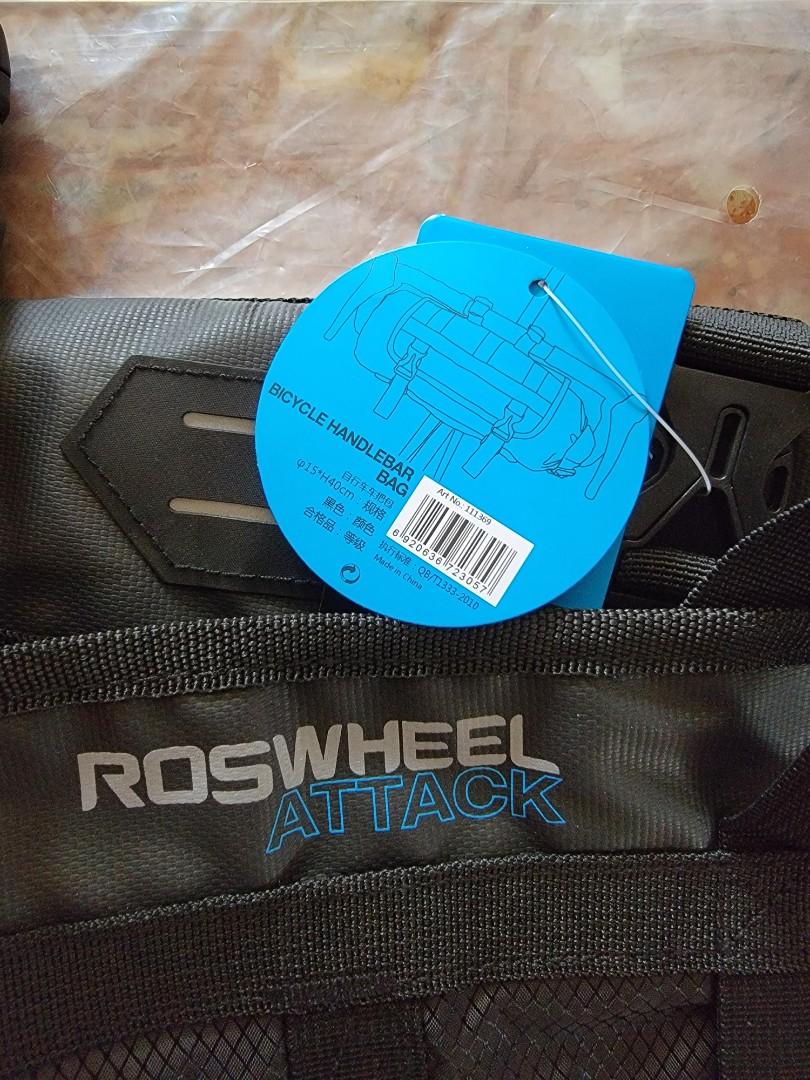 BICYCLE HANDLEBAR
BAG
自行车车把包
φ15*H40cm : 规格
黑色 : 颜色
合格品 : 等级
执行标准 : QB/T1333-2010
Made in China
Art No.: 111369
6 920636 723057
ROSWHEEL
ATTACK